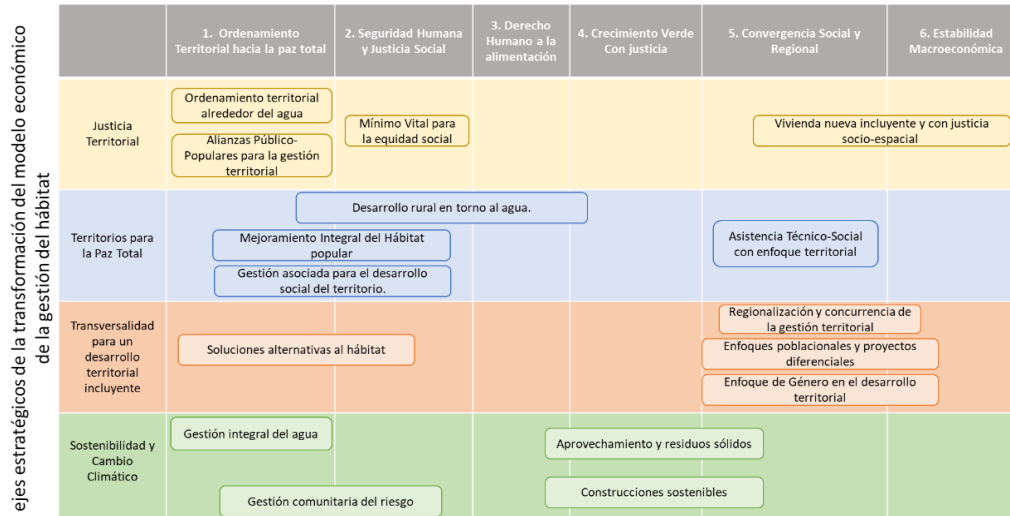 ejes estratégicos de la transformación del modelo económico
de la gestión del hábitat
1. Ordenamiento
Territorial hacia la paz total
2. Seguridad Humana
y Justicia Social
3. Derecho
Humano a la
alimentación
4. Crecimiento Verde
Con justicia
5. Convergencia Social y
Regional
6. Estabilidad
Macroeconómica
Justicia
Territorial
Ordenamiento territorial
alrededor del agua
Alianzas Público-
Populares para la gestión
territorial
Mínimo Vital para
la equidad social
Vivienda nueva incluyente y con justicia
socio-espacial
Territorios para
la Paz Total
Desarrollo rural en torno al agua.
Mejoramiento Integral del Hábitat
popular
Gestión asociada para el desarrollo
social del territorio.
Asistencia Técnico-Social
con enfoque territorial
Transversalidad
para un
desarrollo
territorial
incluyente
Soluciones alternativas al hábitat
Regionalización y concurrencia de
la gestión territorial
Enfoques poblacionales y proyectos
diferenciales
Enfoque de Género en el desarrollo
territorial
Sostenibilidad y
Cambio
Climático
Gestión integral del agua
Gestión comunitaria del riesgo
Aprovechamiento y residuos sólidos
Construcciones sostenibles